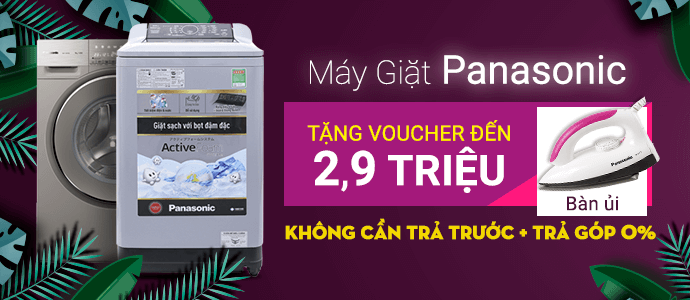 Máy Giặt Panasonic
TẶNG VOUCHER ĐẾN
2,9 TRIỆU
Panasonic
Bàn ủi
KHÔNG CẦN TRẢ TRƯỚC + TRẢ GÓP 0%
Giặt sạch với bọt đậm đặc
Active
Panasonic